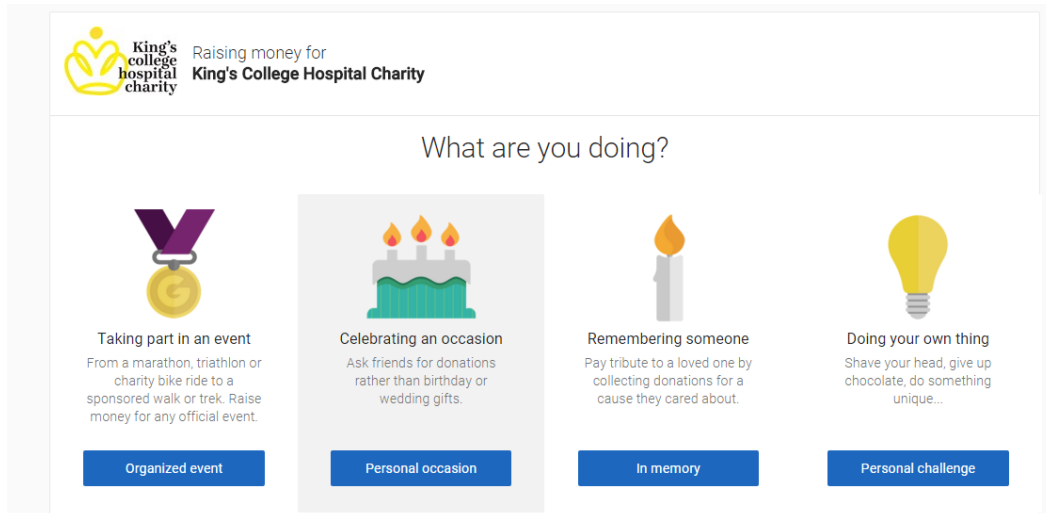 King's
college
hospital
charity
Raising money for
King's College Hospital Charity
What are you doing?
G
Taking part in an event
From a marathon, triathlon or
charity bike ride to a
sponsored walk or trek. Raise
money for any official event.
Organized event
Celebrating an occasion
Ask friends for donations
rather than birthday or
wedding gifts.
Personal occasion
Remembering someone
Pay tribute to a loved one by
collecting donations for a
cause they cared about.
In memory
Doing your own thing
Shave your head, give up
chocolate, do something
unique...
Personal challenge